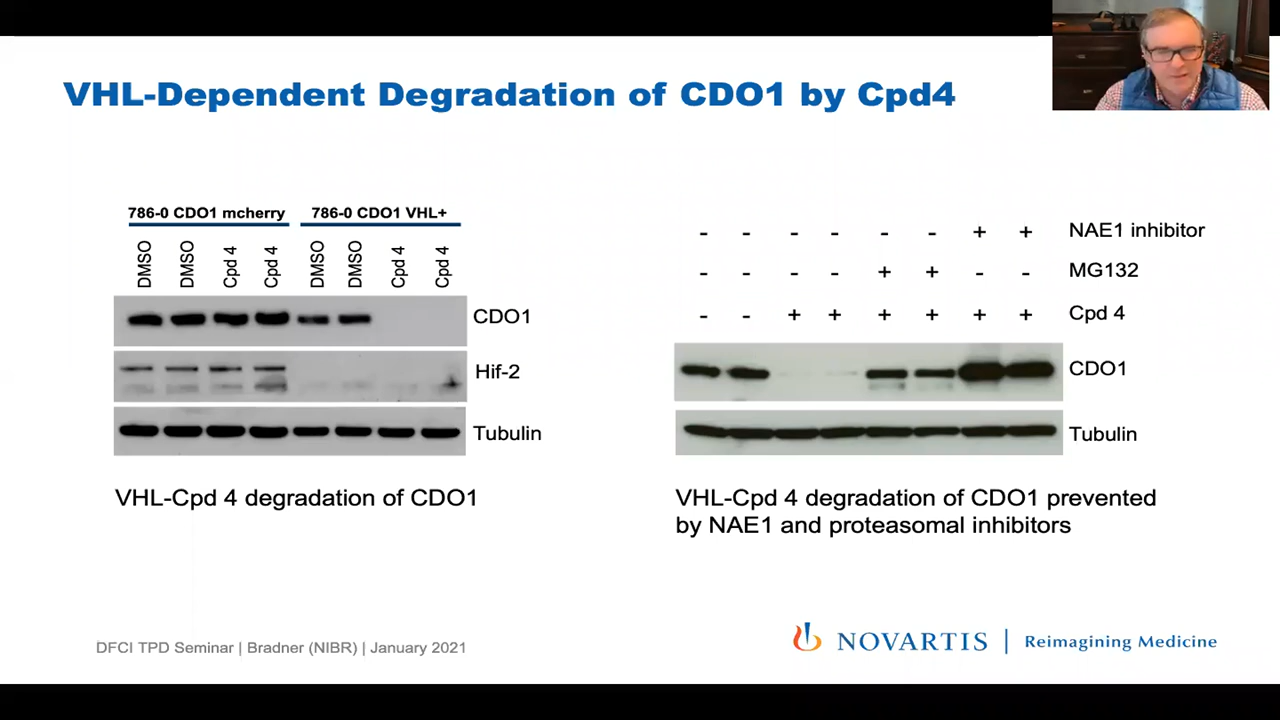 VHL-Dependent Degradation of CDO1 by Cpd4
786-0 CDO1 mcherry 786-0 CDO1 VHL+
DMSO DMSO Cpd 4 Cpd 4 DMSO DMSO Cpd 4 Cpd 4
CDO1
Hif-2
Tubulin
VHL-Cpd 4 degradation of CDO1
- - - - - - + + NAE1 inhibitor
- - - - + + - - MG132
- - + + + + + + Cpd 4
CDO1
Tubulin
VHL-Cpd 4 degradation of CDO1 prevented
by NAE1 and proteasomal inhibitors
DFCI TPD Seminar | Bradner (NIBR) | January 2021
NOVARTIS | Reimagining Medicine